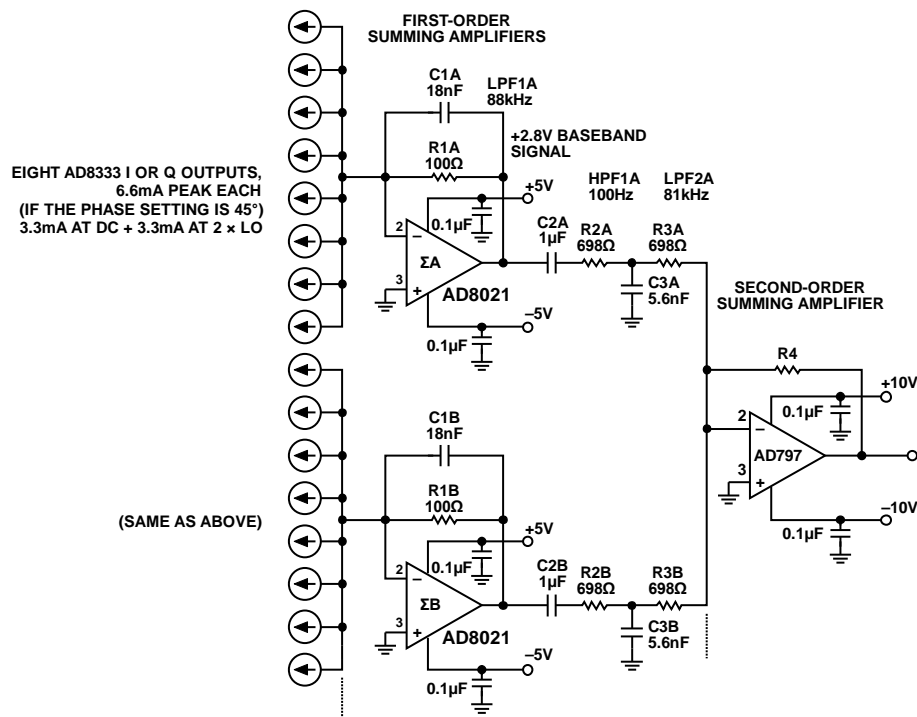 FIRST-ORDER
SUMMING AMPLIFIERS
C1A
18nF
LPF1A
88kHz
R1A
100Ω
+2.8V BASEBAND
SIGNAL
EIGHT AD8333 I OR Q OUTPUTS,
6.6mA PEAK EACH
(IF THE PHASE SETTING IS 45°)
3.3mA AT DC + 3.3mA AT 2 × LO
+5V
0.1µF
2
–
ΣA
3
+
AD8021
–5V
0.1µF
C2A
1µF
HPF1A
100Hz
R2A
698Ω
LPF2A
81kHz
R3A
698Ω
C3A
5.6nF
SECOND-ORDER
SUMMING AMPLIFIER
R4
+10V
0.1µF
2
–
AD797
3
+
–10V
0.1µF
C1B
18nF
R1B
100Ω
(SAME AS ABOVE)
+5V
0.1µF
2
–
ΣB
3
+
AD8021
–5V
0.1µF
C2B
1µF
R2B
698Ω
R3B
698Ω
C3B
5.6nF